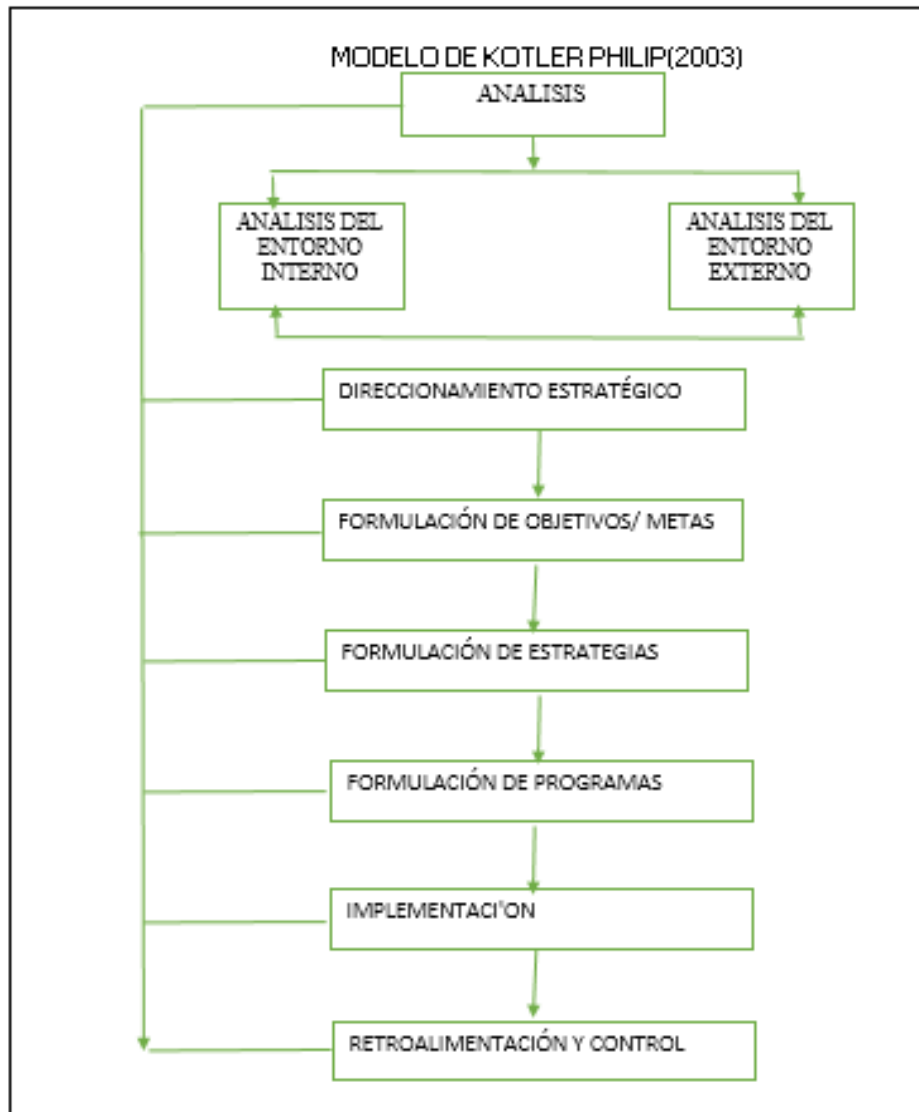 MODELO DE KOTLER PHILIP(2003)
ANALISIS
ANALISIS DEL
ENTORNO
INTERNO
ANALISIS DEL
ENTORNO
EXTERNO
DIRECCIONAMIENTO ESTRATÉGICO
FORMULACIÓN DE OBJETIVOS/ METAS
FORMULACIÓN DE ESTRATEGIAS
FORMULACIÓN DE PROGRAMAS
IMPLEMENTACI'ON
RETROALIMENTACIÓN Y CONTROL